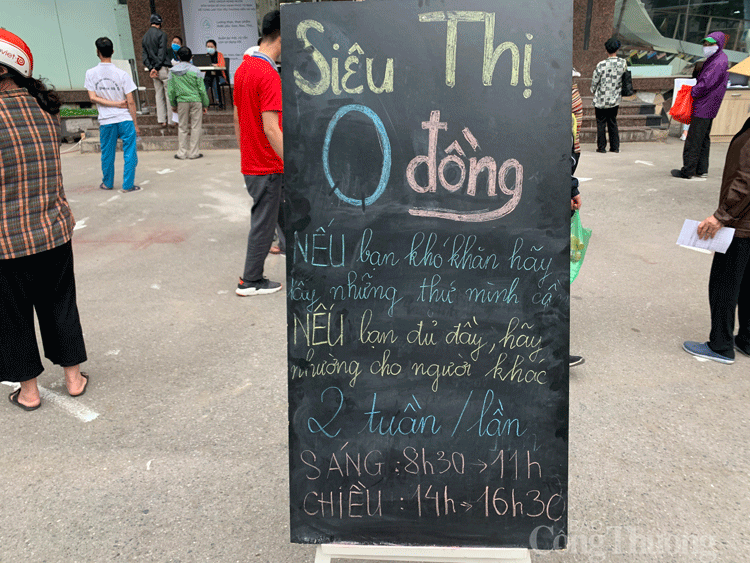 Siêu Thị
0 đồng
NẾU bạn khó khăn hãy
lấy những thứ mình cần
NẾU bạn đủ đầy, hãy
nhường cho người khác
2 tuần / lần
SÁNG : 8h30 → 11h
CHIỀU : 14h → 16h30
Công Thương